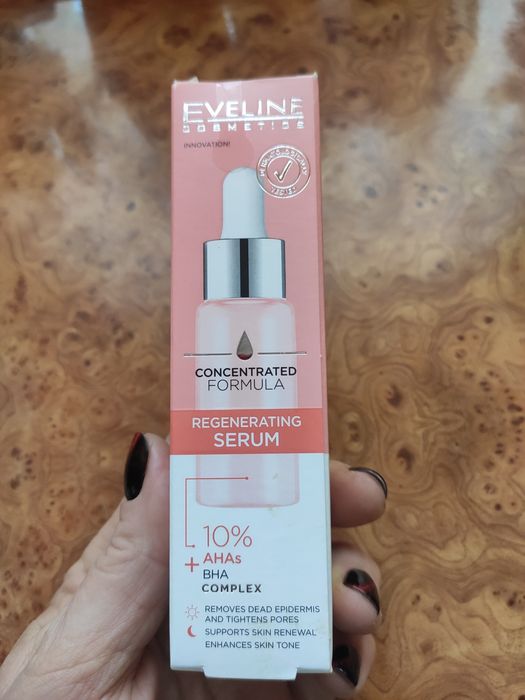 EVELINE
COSMETICS
INNOVATION!
CONCENTRATED
FORMULA
REGENERATING
SERUM
10%
+ AHAs
BHA
COMPLEX
REMOVES DEAD EPIDERMIS
AND TIGHTENS PORES
SUPPORTS SKIN RENEWAL
ENHANCES SKIN TONE